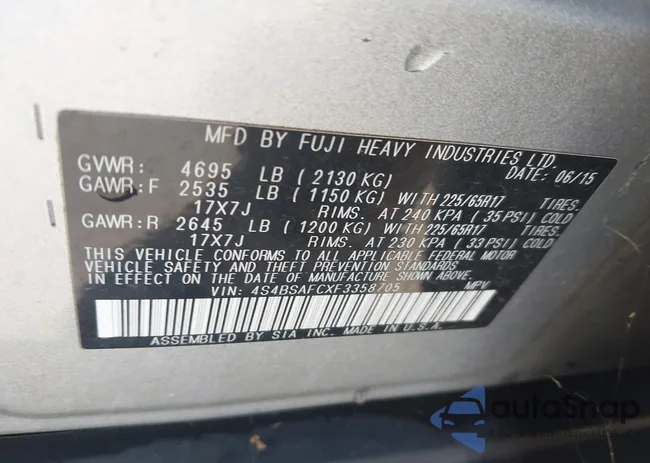 MFD BY FUJI HEAVY INDUSTRIES LTD.
DATE: 06/15
GVWR: 4695 LB ( 2130 KG)
GAWR:F 2535 LB ( 1150 KG) WITH 225/65R17 TIRES.
17X7J RIMS. AT 240 KPA ( 35 PSI) COLD
GAWR:R 2645 LB ( 1200 KG) WITH 225/65R17 TIRES.
17X7J RIMS. AT 230 KPA ( 33 PSI) COLD
THIS VEHICLE CONFORMS TO ALL APPLICABLE FEDERAL MOTOR
VEHICLE SAFETY AND THEFT PREVENTION STANDARDS IN
EFFECT ON THE DATE OF MANUFACTURE SHOWN ABOVE.
VIN: 4S4BSAFCXF3358705 MPV
ASSEMBLED BY SIA INC. MADE IN U.S.A.
autoSnap